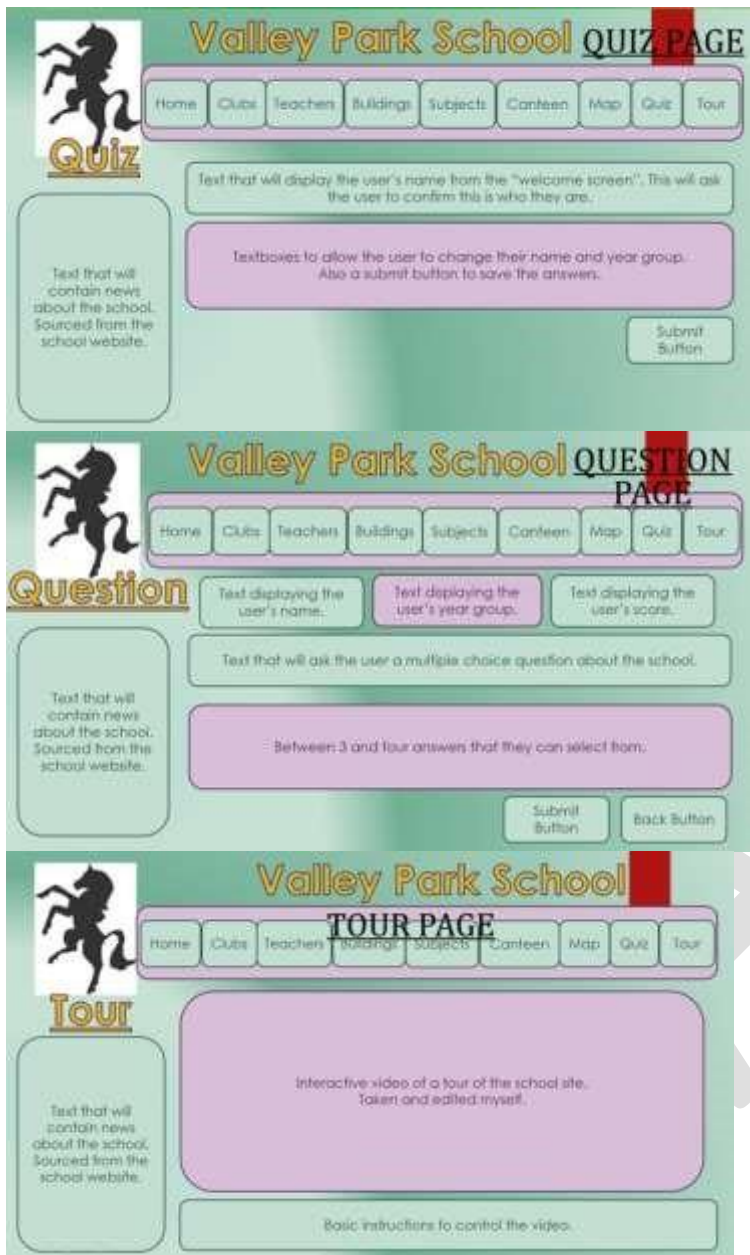 Valley Park School QUIZ PAGE
Home Clubs Teachers Buildings Subjects Canteen Map Quiz Tour
Quiz
Text that will display the user's name from the "welcome screen". This will ask
the user to confirm this is who they are.
Textboxes to allow the user to change their name and year group.
Also a submit button to save the answers.
Text that will
contain news
about the school.
Sourced from the
school website.
Submit
Button
Valley Park School QUESTION
PAGE
Home Clubs Teachers Buildings Subjects Canteen Map Quiz Tour
Question
Text displaying the
user's name.
Text displaying the
user's year group.
Text displaying the
user's score.
Text that will ask the user a multiple choice question about the school.
Text that will
contain news
about the school.
Sourced from the
school website.
Between 3 and four answers that they can select from.
Submit
Button
Back Button
Valley Park School
TOUR PAGE
Home Clubs Teachers Buildings Subjects Canteen Map Quiz Tour
Tour
Interactive video of a tour of the school site.
Taken and edited myself.
Text that will
contain news
about the school.
Sourced from the
school website.
Basic instructions to control the video.